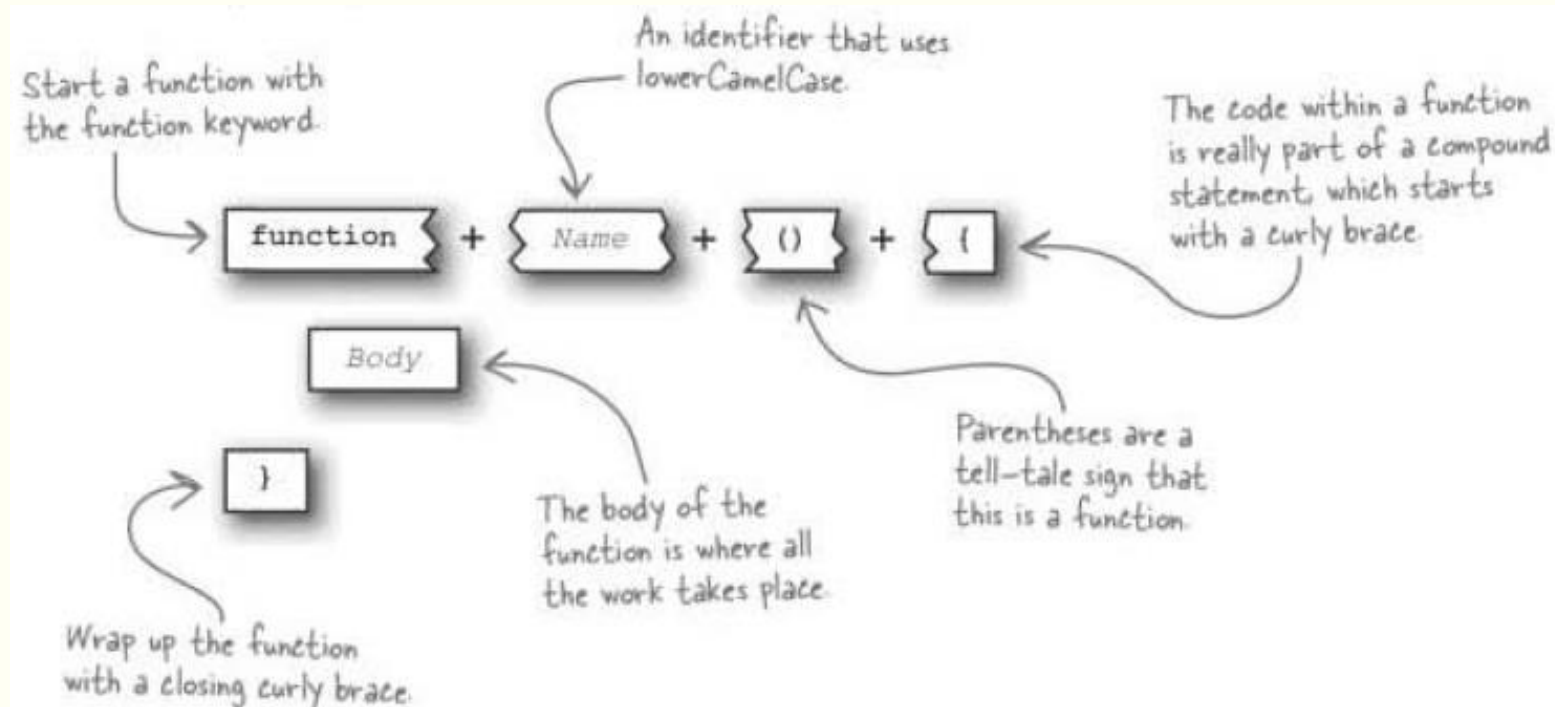 An identifier that uses
lowerCamelCase.
Start a function with
the function keyword.
The code within a function
is really part of a compound
statement, which starts
with a curly brace.
function + Name + () + {
Body
}
Parentheses are a
tell-tale sign that
this is a function.
The body of the
function is where all
the work takes place.
Wrap up the function
with a closing curly brace.